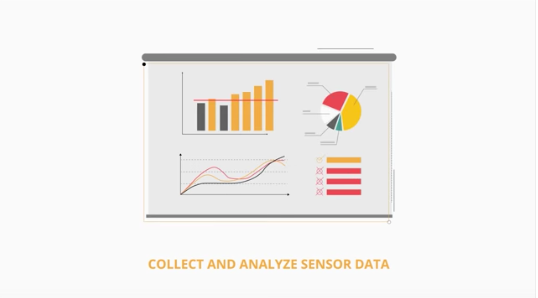 COLLECT AND ANALYZE SENSOR DATA